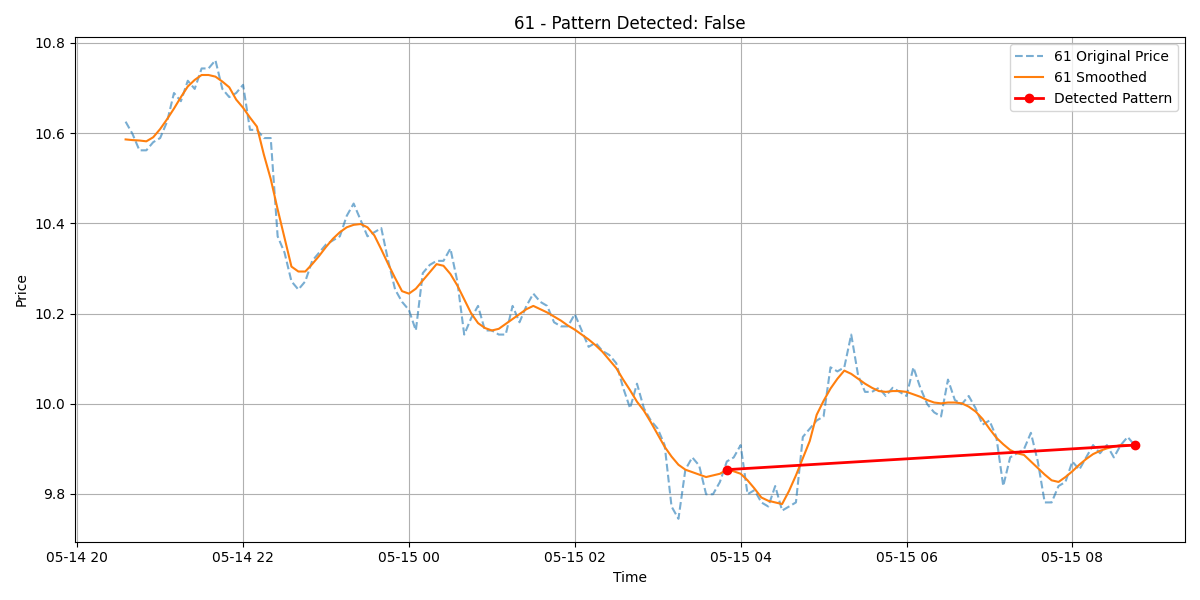 61 - Pattern Detected: False
61 Original Price
61 Smoothed
Detected Pattern
Price
10.8
10.6
10.4
10.2
10.0
9.8
05-14 20
05-14 22
05-15 00
05-15 02
05-15 04
05-15 06
05-15 08
Time